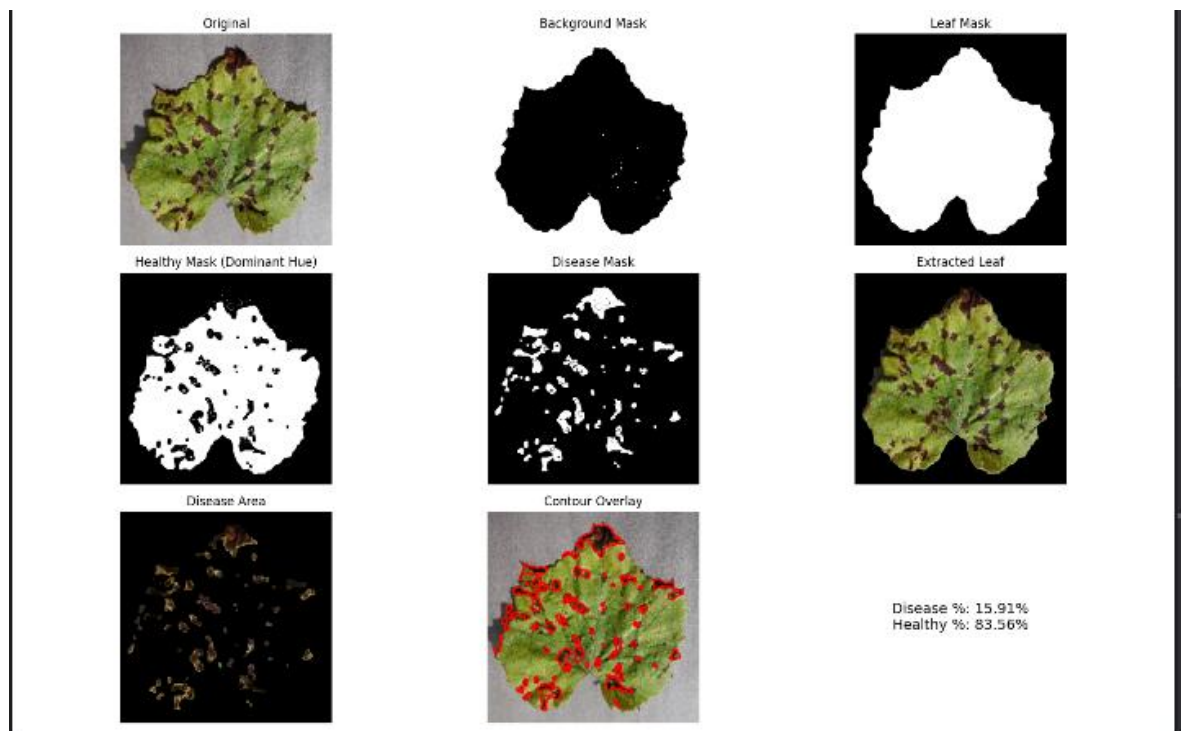 Original
Background Mask
Leaf Mask
Healthy Mask (Dominant Hue)
Disease Mask
Extracted Leaf
Disease Area
Contour Overlay
Disease %: 15.91%
Healthy %: 83.56%